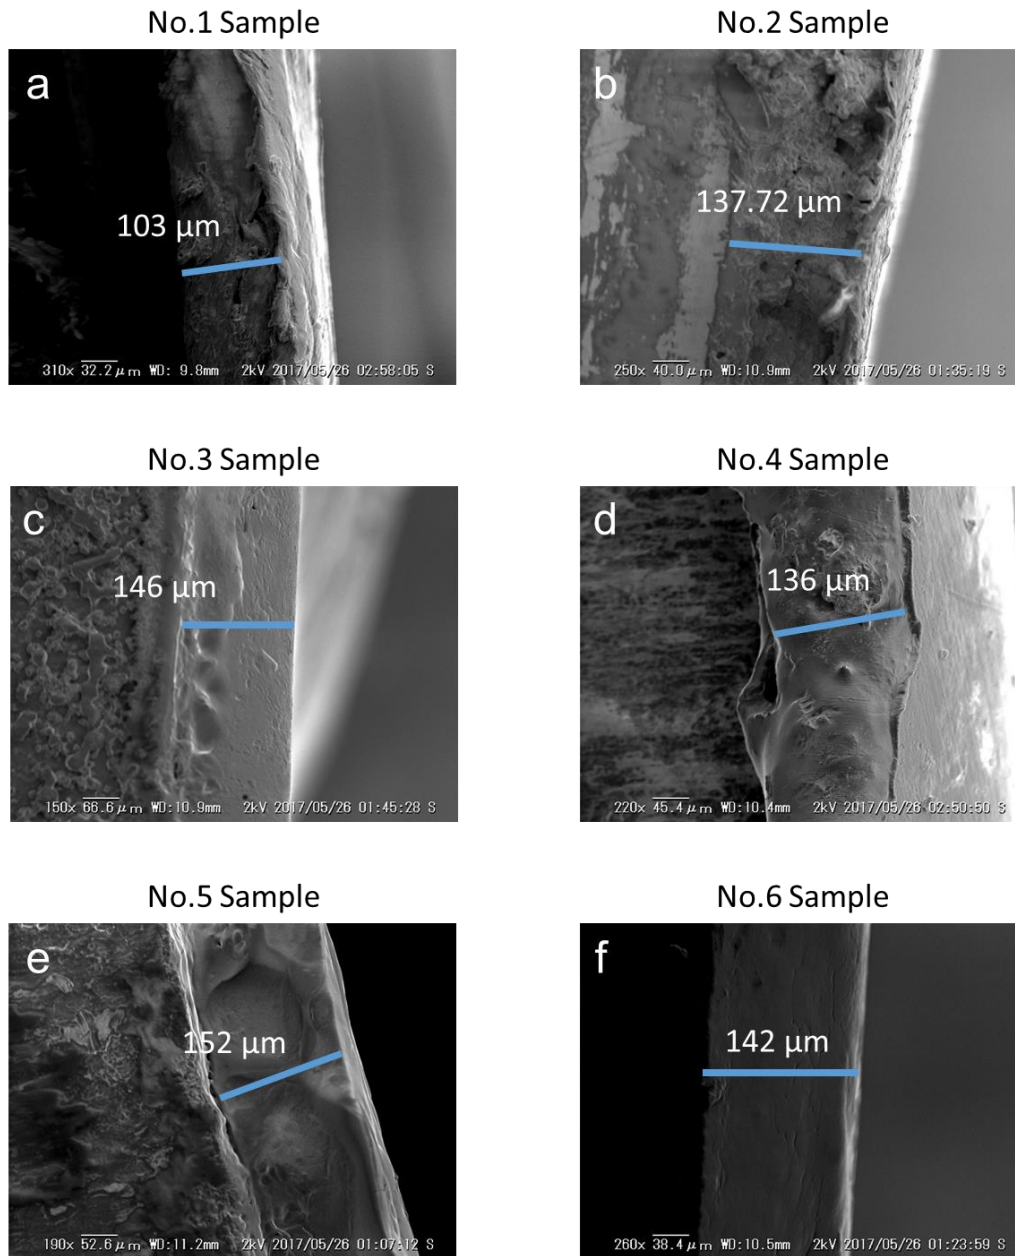 No.1 Sample
a
103 μm
310x 32.2μm WD: 9.8mm 2kV 2017/05/26 02:58:05 S
No.2 Sample
b
137.72 μm
250x 40.0μm WD:10.9mm 2kV 2017/05/26 01:35:19 S
No.3 Sample
c
146 μm
150x 66.6μm WD:10.9mm 2kV 2017/05/26 01:45:28 S
No.4 Sample
d
136 μm
220x 45.4μm WD:10.4mm 2kV 2017/05/26 02:50:50 S
No.5 Sample
e
152 μm
190x 52.6μm WD:11.2mm 2kV 2017/05/26 01:07:12 S
No.6 Sample
f
142 μm
260x 38.4μm WD:10.5mm 2kV 2017/05/26 01:23:59 S